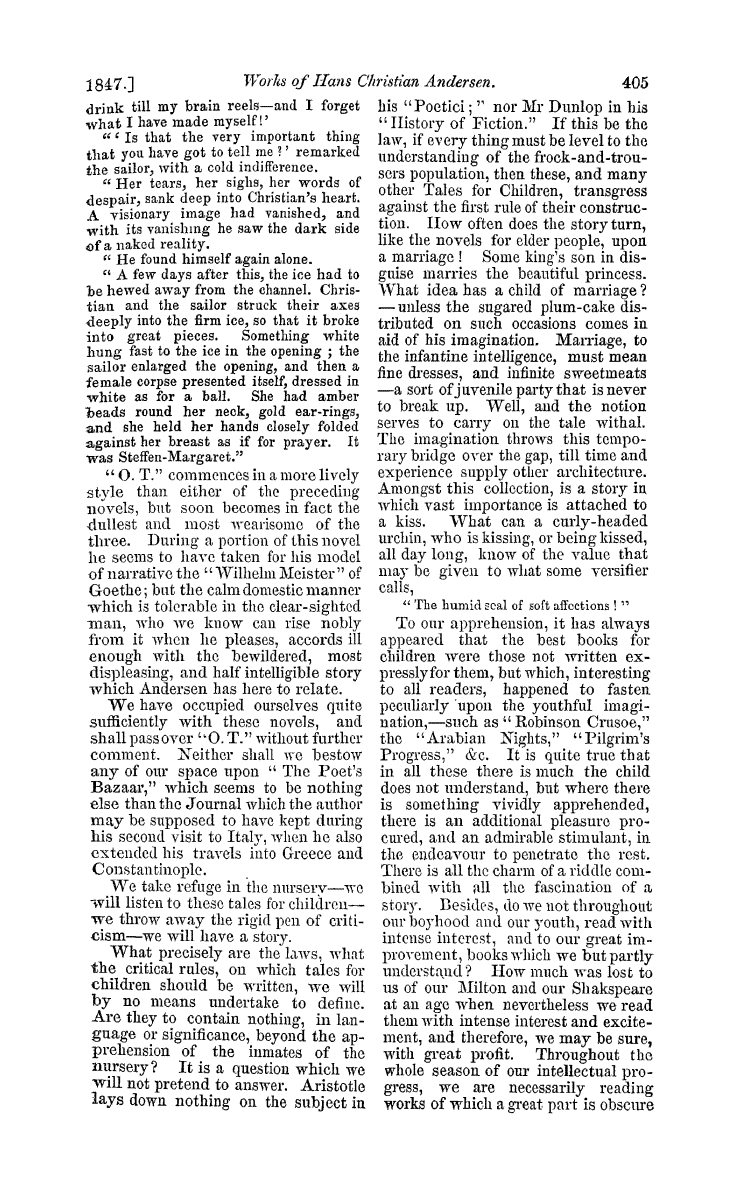 1847.] Works of Hans Christian Andersen. 405
drink till my brain reels—and I forget
what I have made myself!'
"' Is that the very important thing
that you have got to tell me?' remarked
the sailor, with a cold indifference.
" Her tears, her sighs, her words of
despair, sank deep into Christian's heart.
A visionary image had vanished, and
with its vanishing he saw the dark side
of a naked reality.
" He found himself again alone.
" A few days after this, the ice had to
be hewed away from the channel. Chris-
tian and the sailor struck their axes
deeply into the firm ice, so that it broke
into great pieces. Something white
hung fast to the ice in the opening ; the
sailor enlarged the opening, and then a
female corpse presented itself, dressed in
white as for a ball. She had amber
beads round her neck, gold ear-rings,
and she held her hands closely folded
against her breast as if for prayer. It
was Steffen-Margaret."
" O. T." commences in a more lively
style than either of the preceding
novels, but soon becomes in fact the
dullest and most wearisome of the
three. During a portion of this novel
he seems to have taken for his model
of narrative the " Wilhelm Meister" of
Goethe; but the calm domestic manner
which is tolerable in the clear-sighted
man, who we know can rise nobly
from it when he pleases, accords ill
enough with the bewildered, most
displeasing, and half intelligible story
which Andersen has here to relate.
We have occupied ourselves quite
sufficiently with these novels, and
shall pass over "O. T." without further
comment. Neither shall we bestow
any of our space upon " The Poet's
Bazaar," which seems to be nothing
else than the Journal which the author
may be supposed to have kept during
his second visit to Italy, when he also
extended his travels into Greece and
Constantinople.
We take refuge in the nursery—we
will listen to these tales for children—
we throw away the rigid pen of criti-
cism—we will have a story.
What precisely are the laws, what
the critical rules, on which tales for
children should be written, we will
by no means undertake to define.
Are they to contain nothing, in lan-
guage or significance, beyond the ap-
prehension of the inmates of the
nursery? It is a question which we
will not pretend to answer. Aristotle
lays down nothing on the subject in
his "Poetici ;" nor Mr Dunlop in his
"History of Fiction." If this be the
law, if every thing must be level to the
understanding of the frock-and-trou-
sers population, then these, and many
other Tales for Children, transgress
against the first rule of their construc-
tion. How often does the story turn,
like the novels for elder people, upon
a marriage ! Some king's son in dis-
guise marries the beautiful princess.
What idea has a child of marriage?
—unless the sugared plum-cake dis-
tributed on such occasions comes in
aid of his imagination. Marriage, to
the infantine intelligence, must mean
fine dresses, and infinite sweetmeats
—a sort of juvenile party that is never
to break up. Well, and the notion
serves to carry on the tale withal.
The imagination throws this tempo-
rary bridge over the gap, till time and
experience supply other architecture.
Amongst this collection, is a story in
which vast importance is attached to
a kiss. What can a curly-headed
urchin, who is kissing, or being kissed,
all day long, know of the value that
may be given to what some versifier
calls,
" The humid seal of soft affections ! "
To our apprehension, it has always
appeared that the best books for
children were those not written ex-
pressly for them, but which, interesting
to all readers, happened to fasten
peculiarly upon the youthful imagi-
nation,—such as " Robinson Crusoe,"
the "Arabian Nights," "Pilgrim's
Progress," &c. It is quite true that
in all these there is much the child
does not understand, but where there
is something vividly apprehended,
there is an additional pleasure pro-
cured, and an admirable stimulant, in
the endeavour to penetrate the rest.
There is all the charm of a riddle com-
bined with all the fascination of a
story. Besides, do we not throughout
our boyhood and our youth, read with
intense interest, and to our great im-
provement, books which we but partly
understand? How much was lost to
us of our Milton and our Shakspeare
at an age when nevertheless we read
them with intense interest and excite-
ment, and therefore, we may be sure,
with great profit. Throughout the
whole season of our intellectual pro-
gress, we are necessarily reading
works of which a great part is obscure